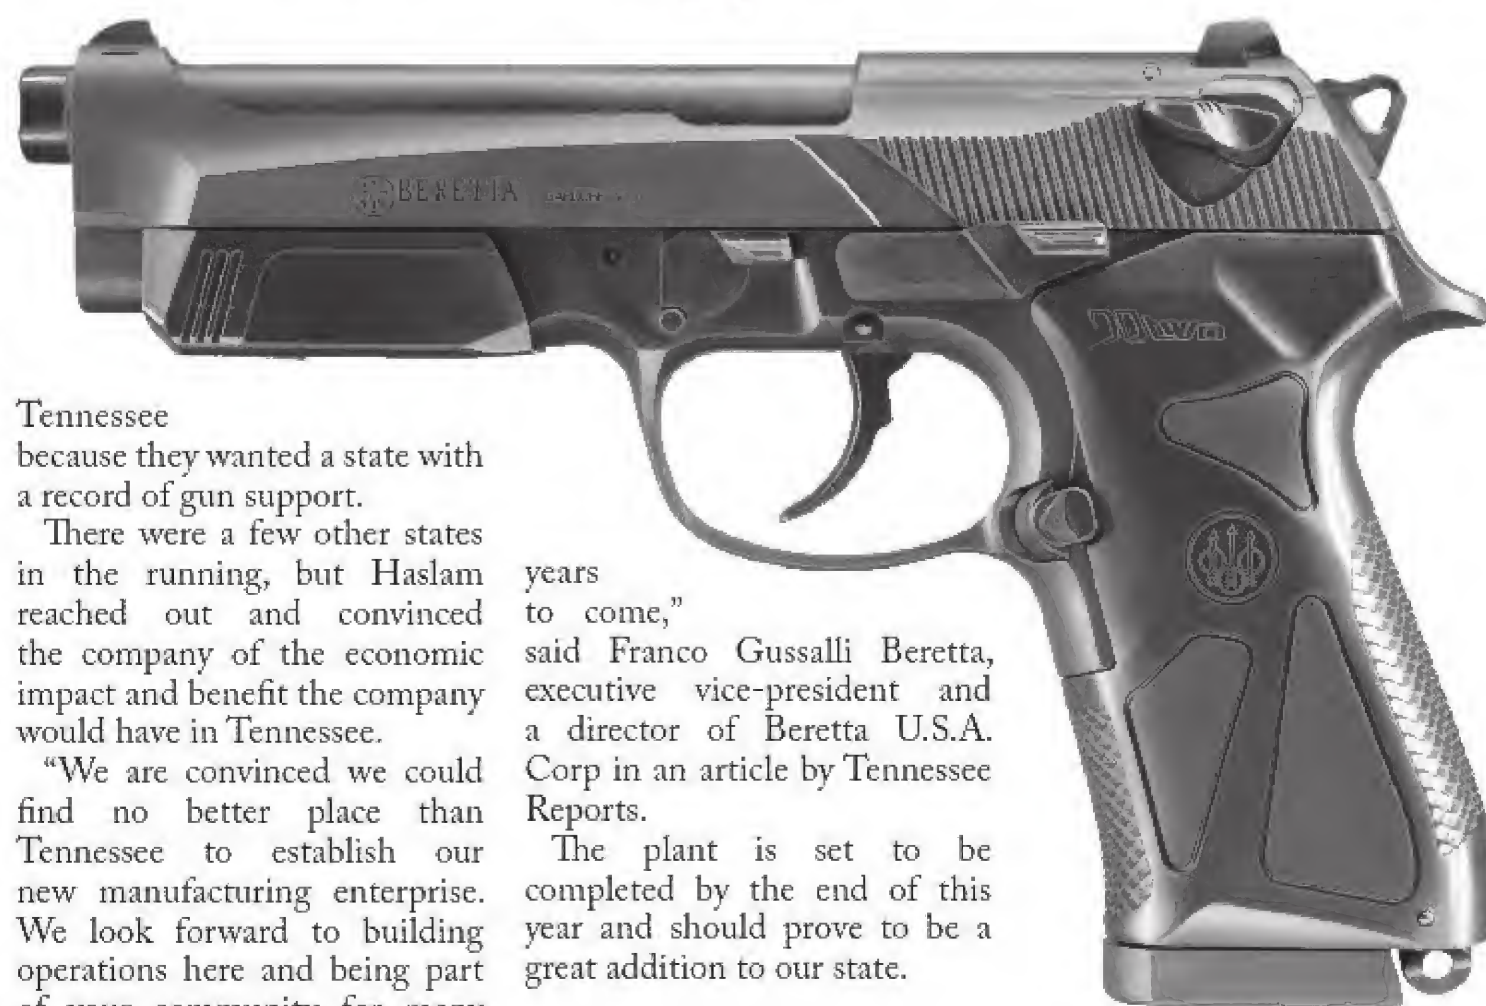 BERETTA
Tennessee
because they wanted a state with
a record of gun support.
There were a few other states
in the running, but Haslam
reached out and convinced
the company of the economic
impact and benefit the company
would have in Tennessee.
“We are convinced we could
find no better place than
Tennessee to establish our
new manufacturing enterprise.
We look forward to building
operations here and being part
of your community for many
years
to come,”
said Franco Gussalli Beretta,
executive vice-president and
a director of Beretta U.S.A.
Corp in an article by Tennessee
Reports.
The plant is set to be
completed by the end of this
year and should prove to be a
great addition to our state.